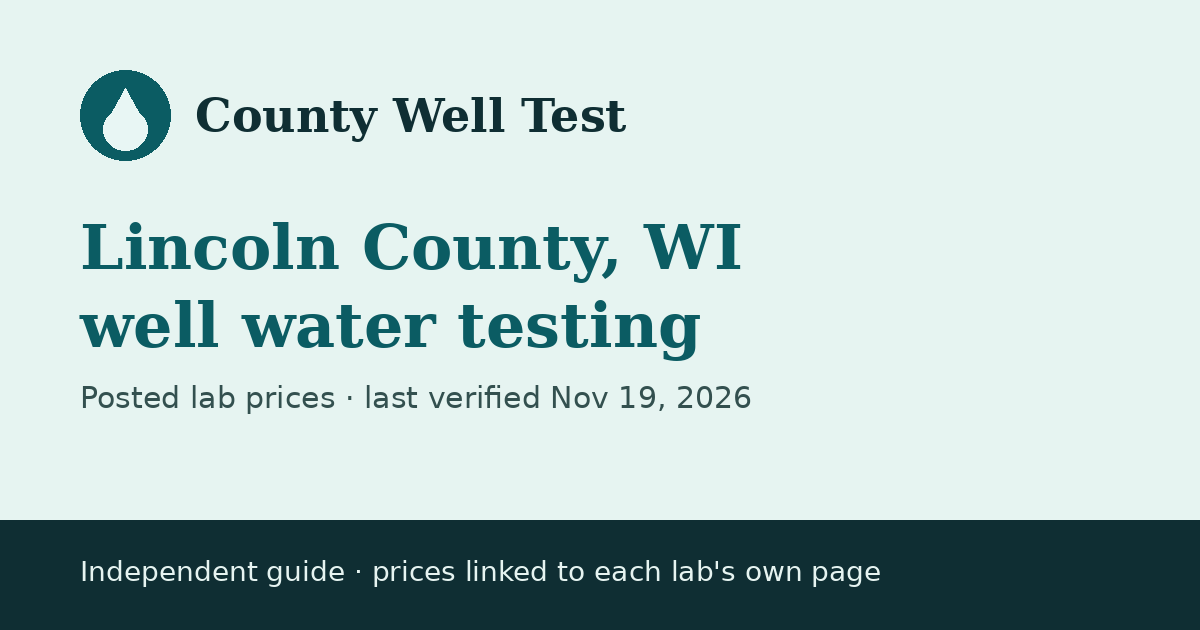 County Well Test
Lincoln County, WI
well water testing
Posted lab prices · last verified Nov 19, 2026
Independent guide · prices linked to each lab's own page